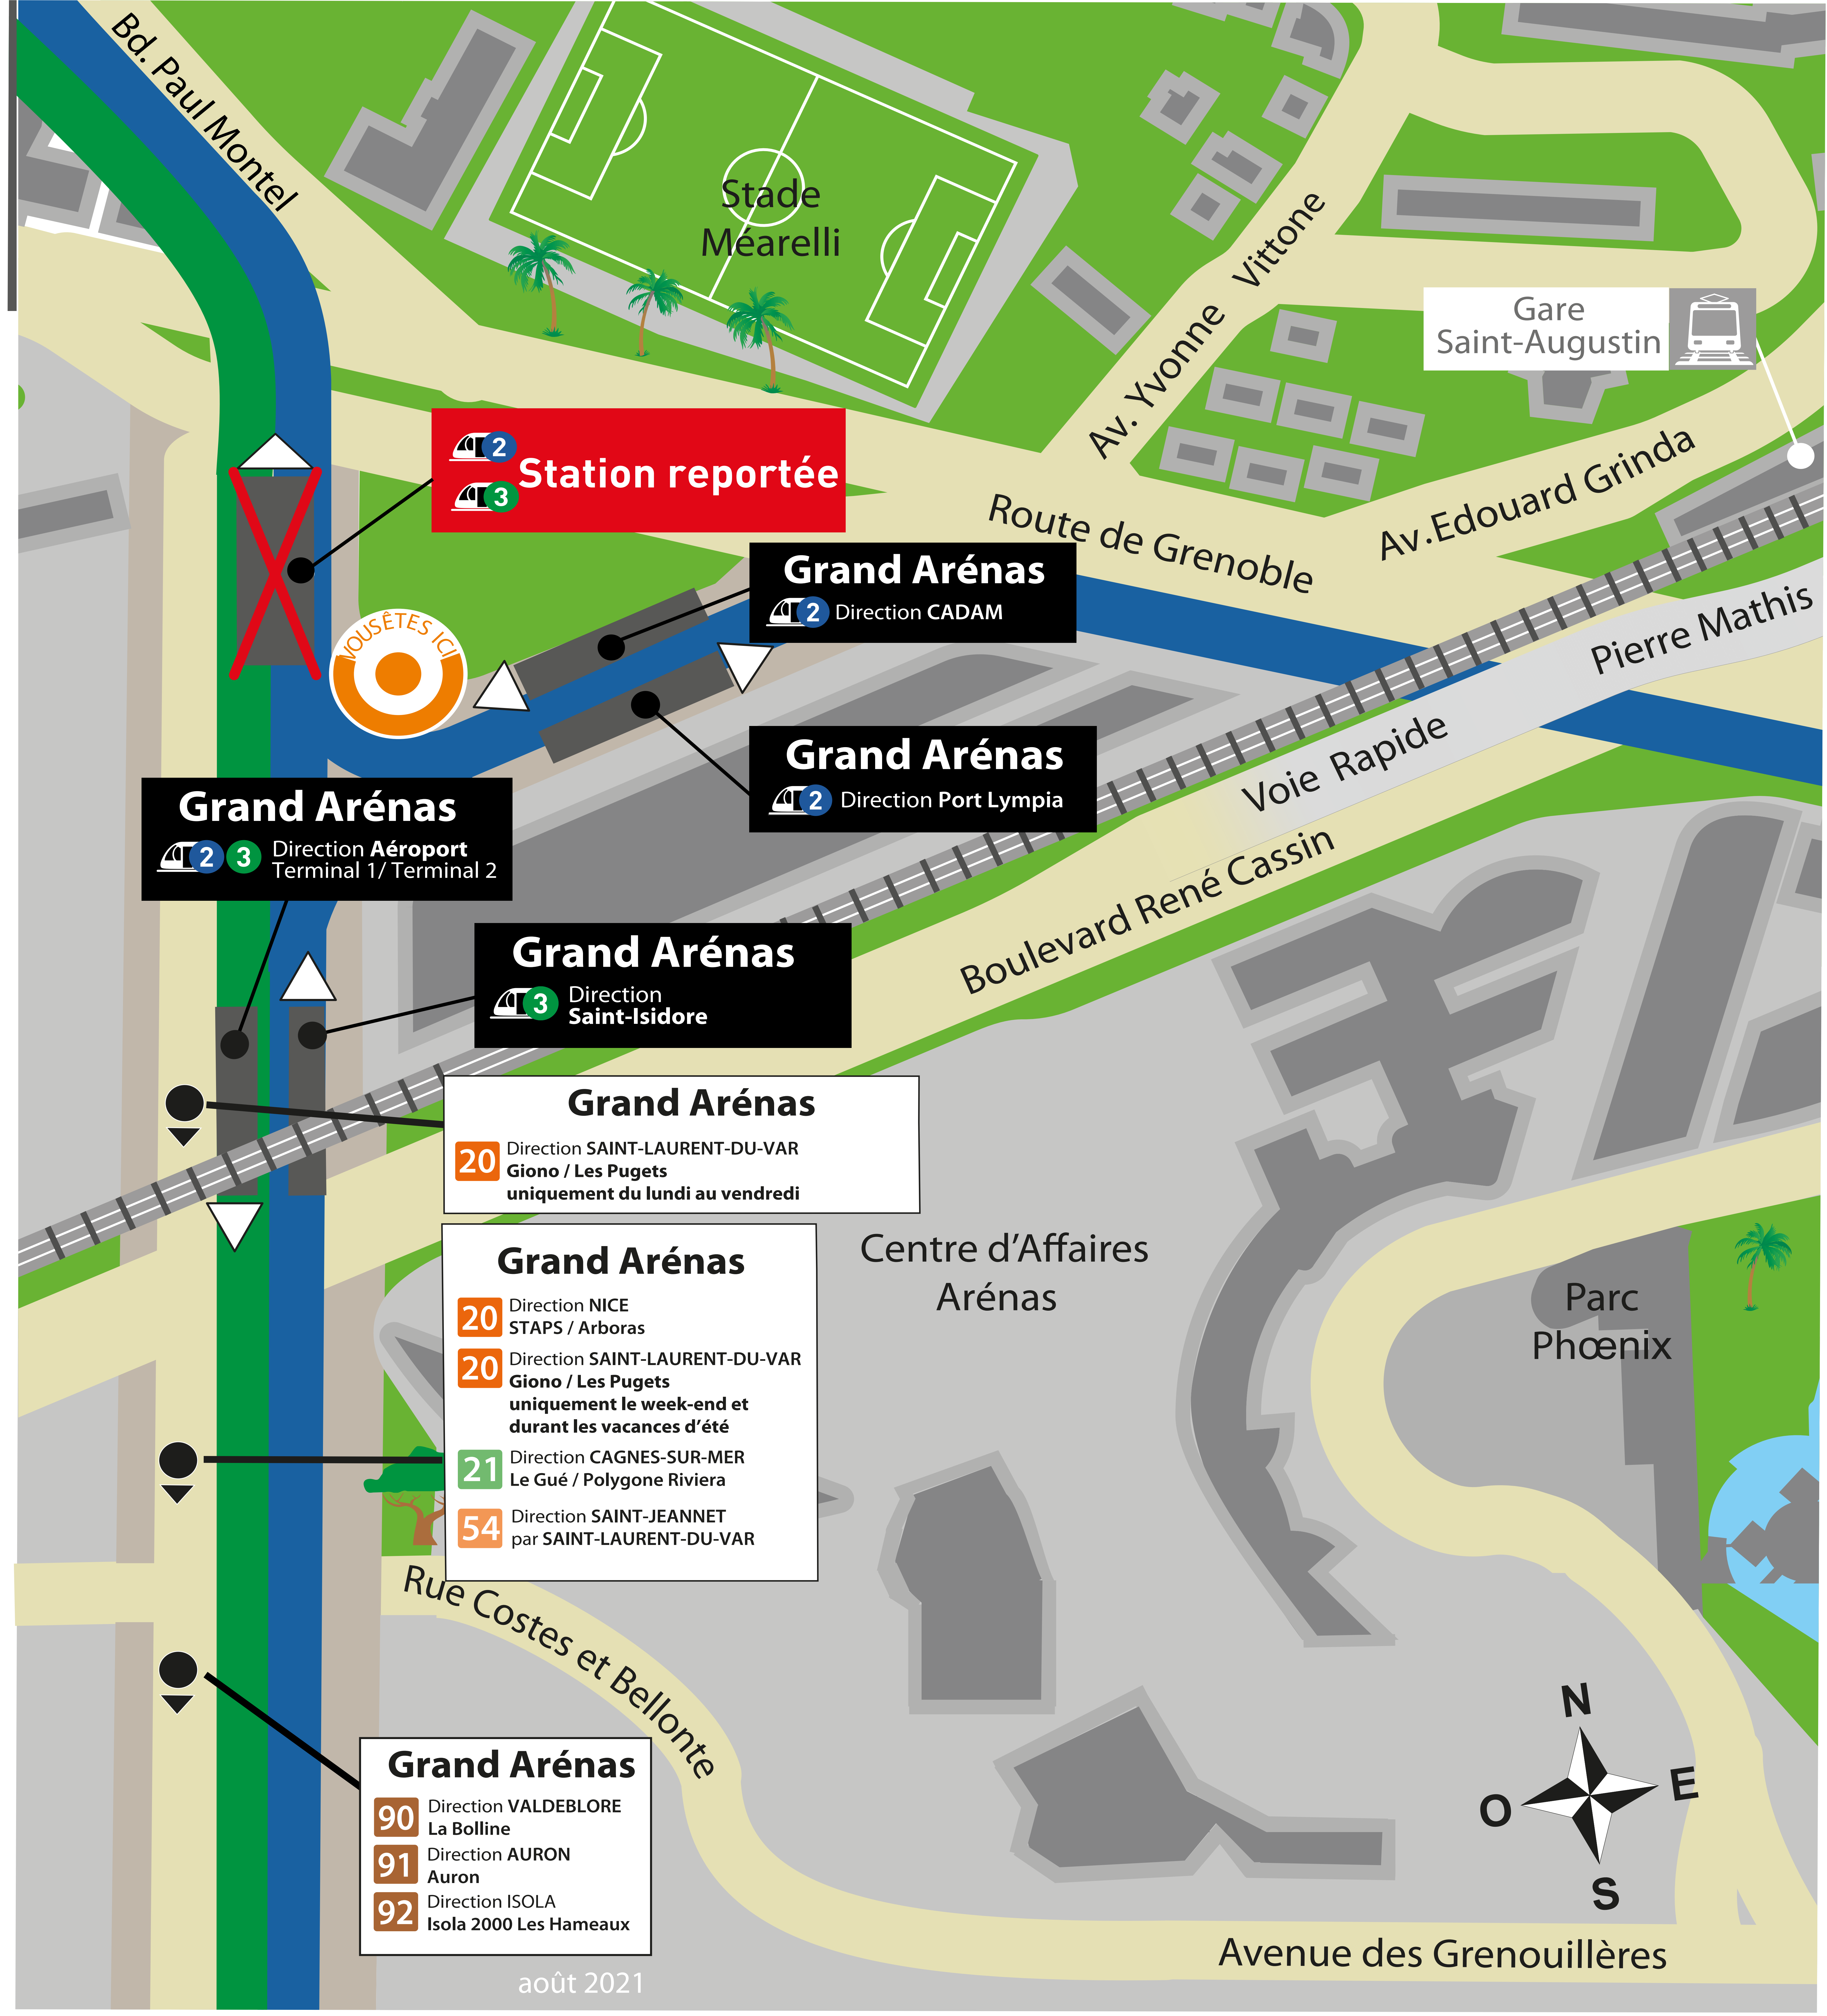 Bd. Paul Montel
Stade
Méarelli
Av. Yvonne Vittone
Gare
Saint-Augustin
2
3
Station reportée
Route de Grenoble
Av.Edouard Grinda
Grand Arénas
2 Direction CADAM
VOUS ÊTES ICI
Pierre Mathis
Voie Rapide
Grand Arénas
2 Direction Port Lympia
Grand Arénas
2 3 Direction Aéroport
Terminal 1/ Terminal 2
Boulevard René Cassin
Grand Arénas
3 Direction
Saint-Isidore
Grand Arénas
20 Direction SAINT-LAURENT-DU-VAR
Giono / Les Pugets
uniquement du lundi au vendredi
Grand Arénas
20 Direction NICE
STAPS / Arboras
20 Direction SAINT-LAURENT-DU-VAR
Giono / Les Pugets
uniquement le week-end et
durant les vacances d’été
21 Direction CAGNES-SUR-MER
Le Gué / Polygone Riviera
54 Direction SAINT-JEANNET
par SAINT-LAURENT-DU-VAR
Centre d’Affaires
Arénas
Parc
Phœnix
Rue Costes et Bellonte
Grand Arénas
90 Direction VALDEBLORE
La Bolline
91 Direction AURON
Auron
92 Direction ISOLA
Isola 2000 Les Hameaux
N
E
O
S
Avenue des Grenouillères
août 2021